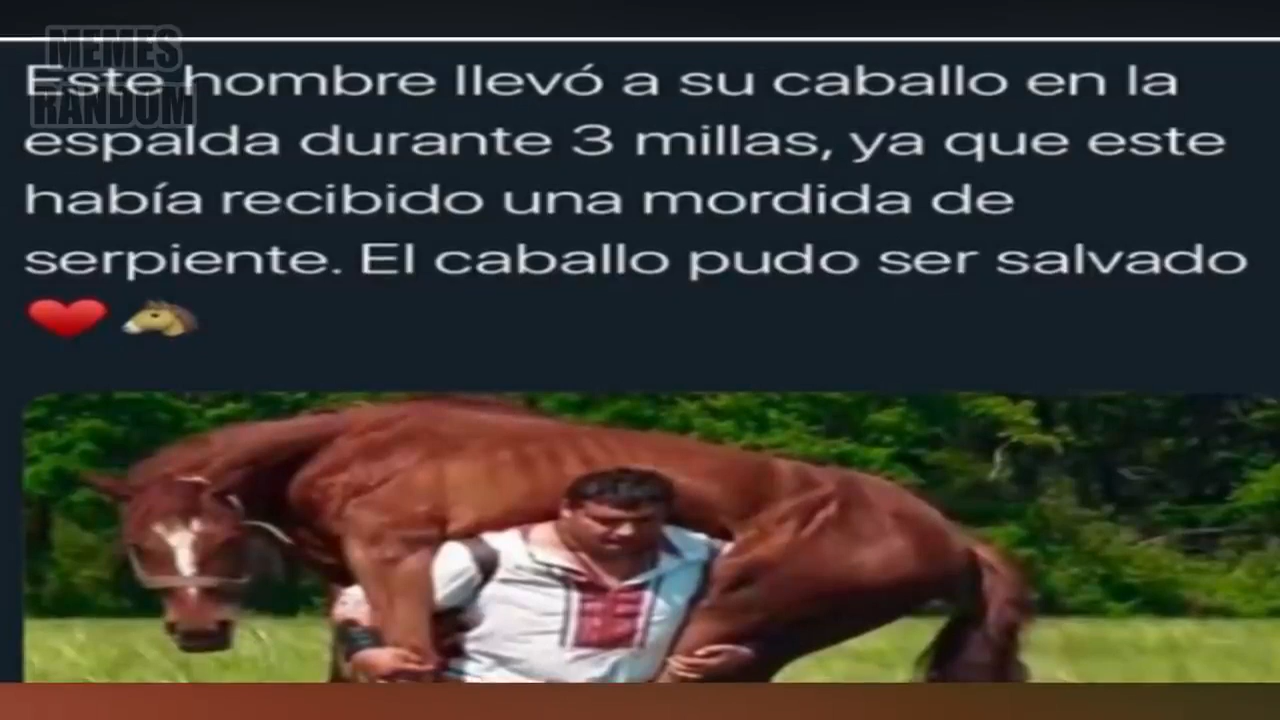 MEMES
RANDOM
Este hombre llevó a su caballo en la
espalda durante 3 millas, ya que este
había recibido una mordida de
serpiente. El caballo pudo ser salvado
❤️ 🐴